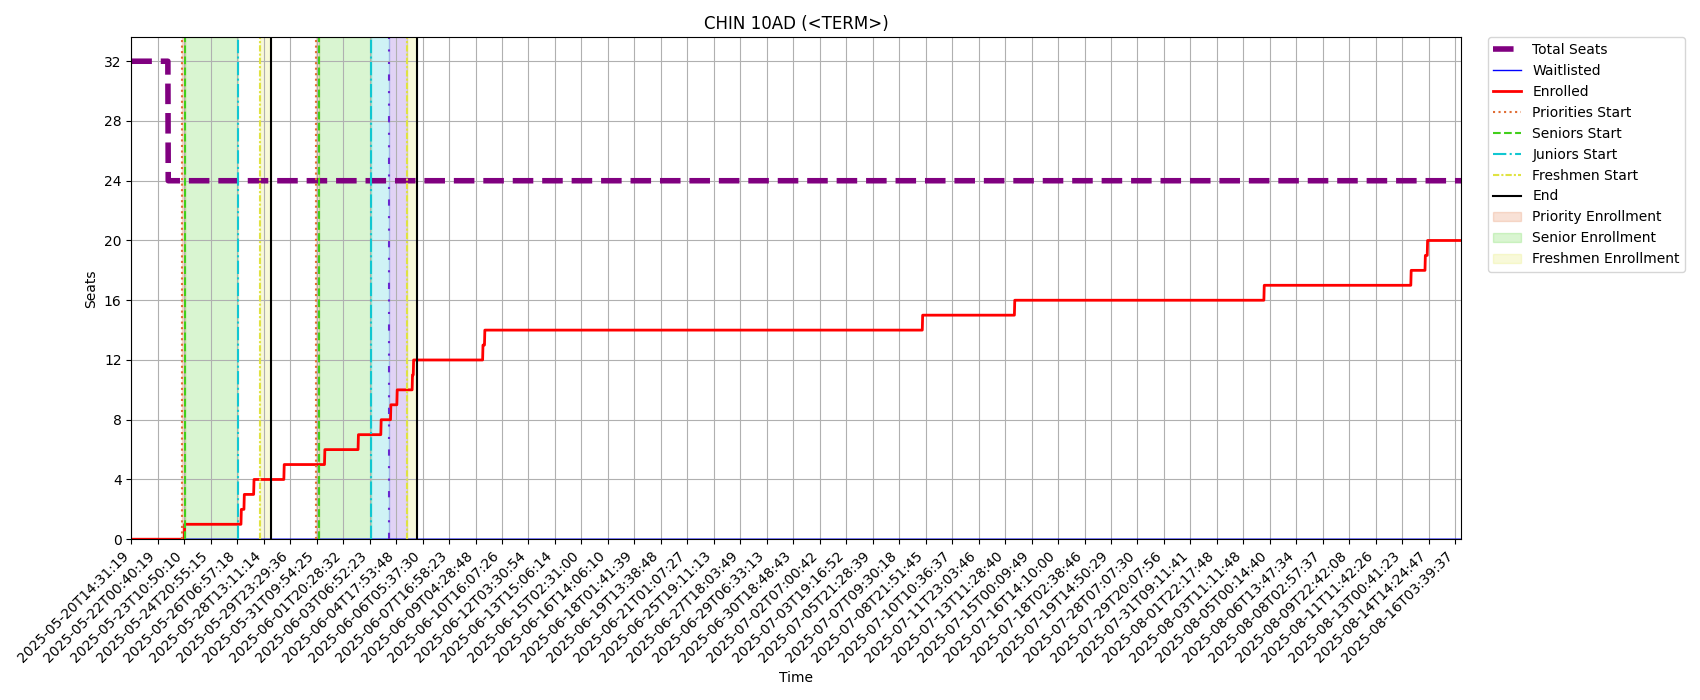 CHIN 10AD (<TERM>)
Seats
32
28
24
20
16
12
8
4
0
2025-05-20T14:31:19
2025-05-22T00:40:19
2025-05-23T10:50:10
2025-05-24T20:55:15
2025-05-26T06:57:18
2025-05-28T13:11:14
2025-05-29T23:29:36
2025-05-31T09:54:25
2025-06-01T20:28:32
2025-06-03T06:52:23
2025-06-04T17:53:48
2025-06-06T05:37:30
2025-06-07T16:58:23
2025-06-09T04:28:48
2025-06-10T16:07:26
2025-06-12T03:30:54
2025-06-13T15:06:14
2025-06-15T02:31:00
2025-06-16T14:06:10
2025-06-18T01:41:39
2025-06-19T13:38:48
2025-06-21T01:07:27
2025-06-25T19:11:13
2025-06-27T18:03:49
2025-06-29T06:33:13
2025-06-30T18:48:43
2025-07-02T07:00:42
2025-07-03T19:16:52
2025-07-05T21:28:39
2025-07-07T09:30:18
2025-07-08T21:51:45
2025-07-10T10:36:37
2025-07-11T23:03:46
2025-07-13T11:28:40
2025-07-15T00:09:49
2025-07-16T14:10:00
2025-07-18T02:38:46
2025-07-19T14:50:29
2025-07-28T07:07:30
2025-07-29T20:07:56
2025-07-31T09:11:41
2025-08-01T22:17:48
2025-08-03T11:11:48
2025-08-05T00:14:40
2025-08-06T13:47:34
2025-08-08T02:57:37
2025-08-09T22:42:08
2025-08-11T11:42:26
2025-08-13T00:41:23
2025-08-14T14:24:47
2025-08-16T03:39:37
Time
Total Seats
Waitlisted
Enrolled
Priorities Start
Seniors Start
Juniors Start
Freshmen Start
End
Priority Enrollment
Senior Enrollment
Freshmen Enrollment